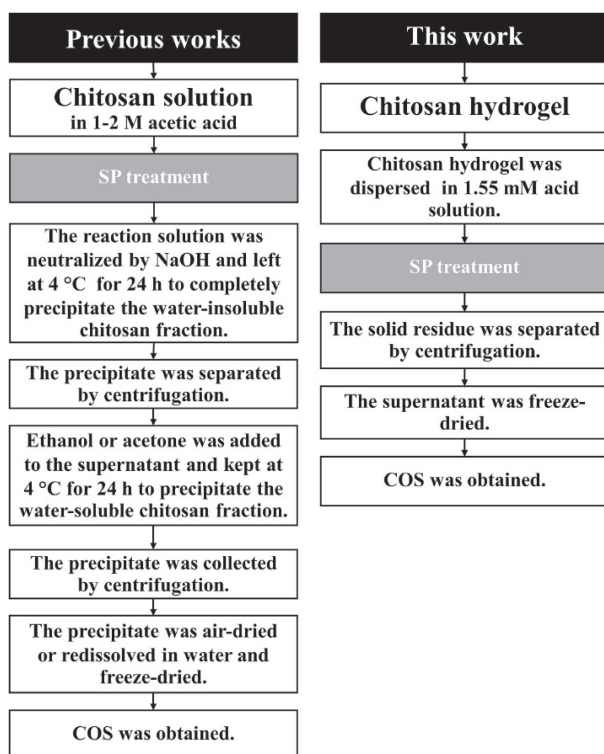 Previous works
Chitosan solution
in 1-2 M acetic acid
SP treatment
The reaction solution was
neutralized by NaOH and left
at 4 °C for 24 h to completely
precipitate the water-insoluble
chitosan fraction.
The precipitate was separated
by centrifugation.
Ethanol or acetone was added
to the supernatant and kept at
4 °C for 24 h to precipitate the
water-soluble chitosan fraction.
The precipitate was collected
by centrifugation.
The precipitate was air-dried
or redissolved in water and
freeze-dried.
COS was obtained.
This work
Chitosan hydrogel
Chitosan hydrogel was
dispersed in 1.55 mM acid
solution.
SP treatment
The solid residue was separated
by centrifugation.
The supernatant was freeze-
dried.
COS was obtained.